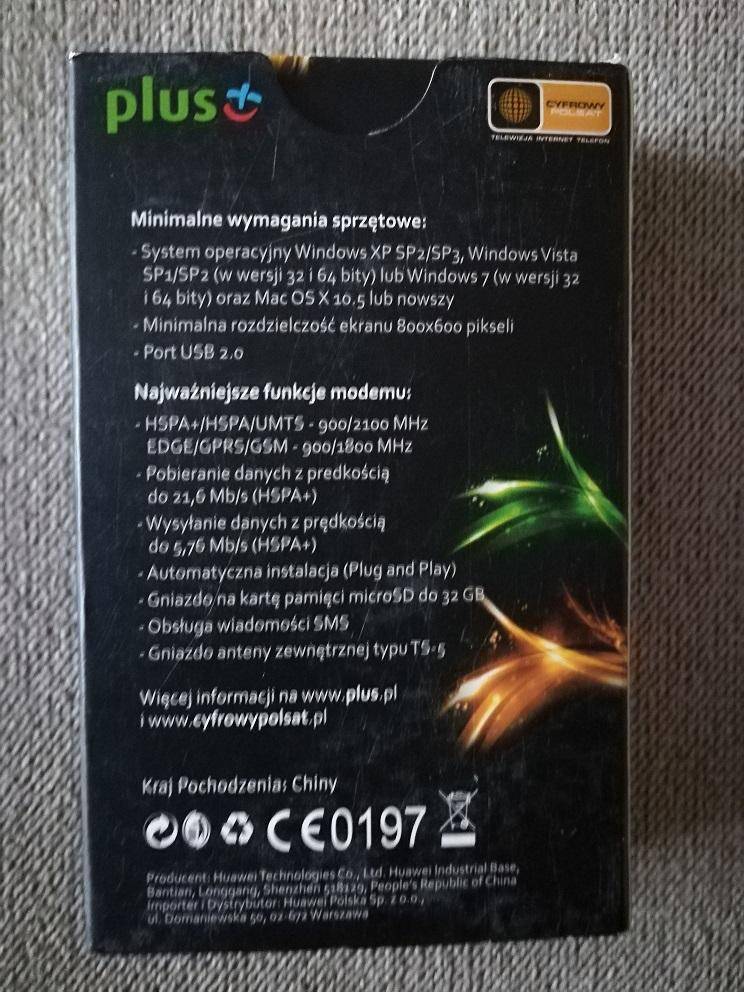 plus
CYFROWY
POLSAT
TELEWIZJA INTERNET TELEFON
Minimalne wymagania sprzętowe:
- System operacyjny Windows XP SP2/SP3, Windows Vista
SP1/SP2 (w wersji 32 i 64 bity) lub Windows 7 (w wersji 32
i 64 bity) oraz Mac OS X 10.5 lub nowszy
- Minimalna rozdzielczość ekranu 800x600 pikseli
- Port USB 2.0
Najważniejsze funkcje modemu:
- HSPA+/HSPA/UMTS - 900/2100 MHz
EDGE/GPRS/GSM - 900/1800 MHz
- Pobieranie danych z predkością
do 21,6 Mb/s (HSPA+)
- Wysyłanie danych z prędkością
do 5,76 Mb/s (HSPA+)
- Automatyczna instalacja (Plug and Play)
- Gniazdo na kartę pamięci microSD do 32 GB
- Obsługa wiadomości SMS
- Gniazdo anteny zewnętrznej typu TS-5
Więcej informacji na www.plus.pl
i www.cyfrowypolsat.pl
Kraj Pochodzenia: Chiny
CE0197
Producent: Huawei Technologies Co., Ltd. Huawei Industrial Base,
Bantian, Longgang, Shenzhen 518129, People's Republic of China
Importer i Dystrybutor: Huawei Polska Sp. z o.o.,
ul. Domaniewska 50, 02-672 Warszawa